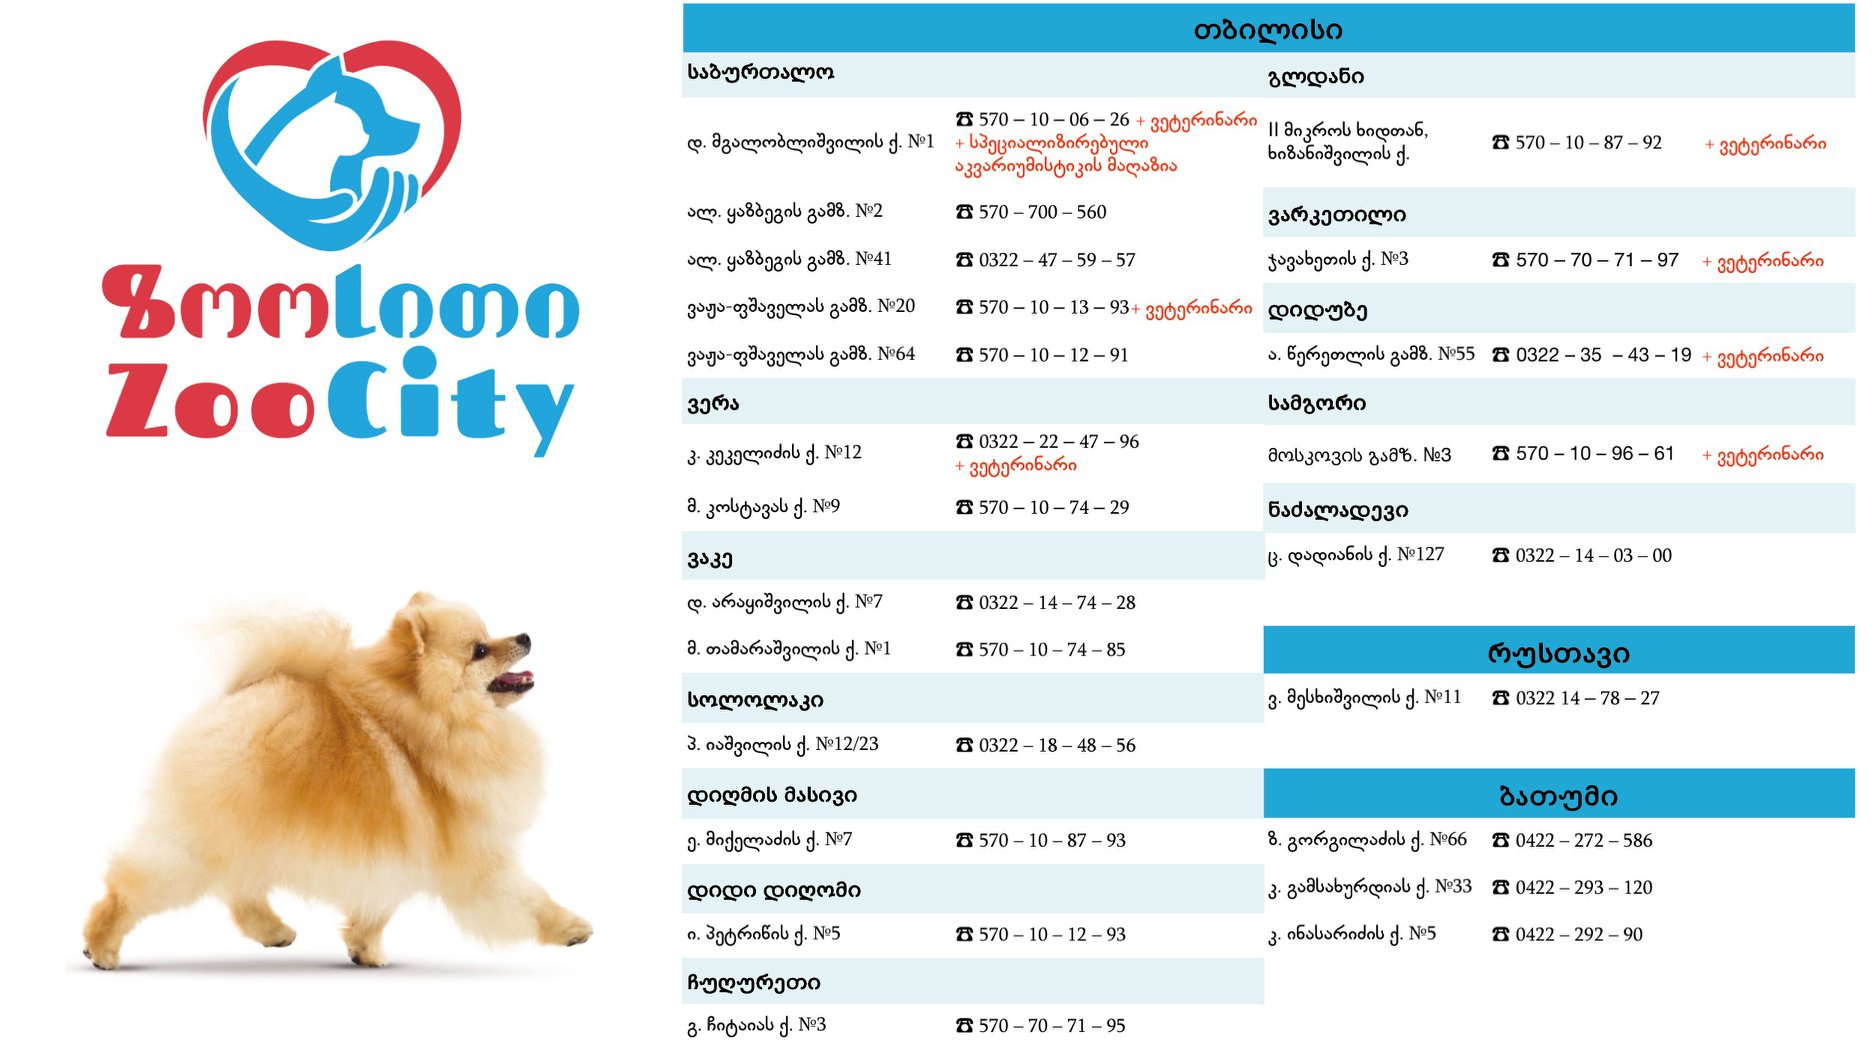 ზოოსითი
ZooCity
თბილისი
საბურთალო
დ. მგალობლიშვილის ქ. №1 ☎ 570 – 10 – 06 – 26 + ვეტერინარი
+ სპეციალიზირებული
აკვარიუმისტიკის მაღაზია
ალ. ყაზბეგის გამზ. №2 ☎ 570 – 700 – 560
ალ. ყაზბეგის გამზ. №41 ☎ 0322 – 47 – 59 – 57
ვაჟა-ფშაველას გამზ. №20 ☎ 570 – 10 – 13 – 93+ ვეტერინარი
ვაჟა-ფშაველას გამზ. №64 ☎ 570 – 10 – 12 – 91
ვერა
კ. კეკელიძის ქ. №12 ☎ 0322 – 22 – 47 – 96
+ ვეტერინარი
მ. კოსტავას ქ. №9 ☎ 570 – 10 – 74 – 29
ვაკე
დ. არაყიშვილის ქ. №7 ☎ 0322 – 14 – 74 – 28
მ. თამარაშვილის ქ. №1 ☎ 570 – 10 – 74 – 85
სოლოლაკი
პ. იაშვილის ქ. №12/23 ☎ 0322 – 18 – 48 – 56
დიღმის მასივი
ე. მიქელაძის ქ. №7 ☎ 570 – 10 – 87 – 93
დიდი დიღომი
ი. პეტრიწის ქ. №5 ☎ 570 – 10 – 12 – 93
ჩუღურეთი
გ. ჩიტაიას ქ. №3 ☎ 570 – 70 – 71 – 95
გლდანი
II მიკროს ხიდთან,
ხიზანიშვილის ქ. ☎ 570 – 10 – 87 – 92 + ვეტერინარი
ვარკეთილი
ჯავახეთის ქ. №3 ☎ 570 – 70 – 71 – 97 + ვეტერინარი
დიდუბე
ა. წერეთლის გამზ. №55 ☎ 0322 – 35 – 43 – 19 + ვეტერინარი
სამგორი
მოსკოვის გამზ. №3 ☎ 570 – 10 – 96 – 61 + ვეტერინარი
ნაძალადევი
ც. დადიანის ქ. №127 ☎ 0322 – 14 – 03 – 00
რუსთავი
ვ. მესხიშვილის ქ. №11 ☎ 0322 14 – 78 – 27
ბათუმი
ზ. გორგილაძის ქ. №66 ☎ 0422 – 272 – 586
კ. გამსახურდიას ქ. №33 ☎ 0422 – 293 – 120
კ. ინასარიძის ქ. №5 ☎ 0422 – 292 – 90